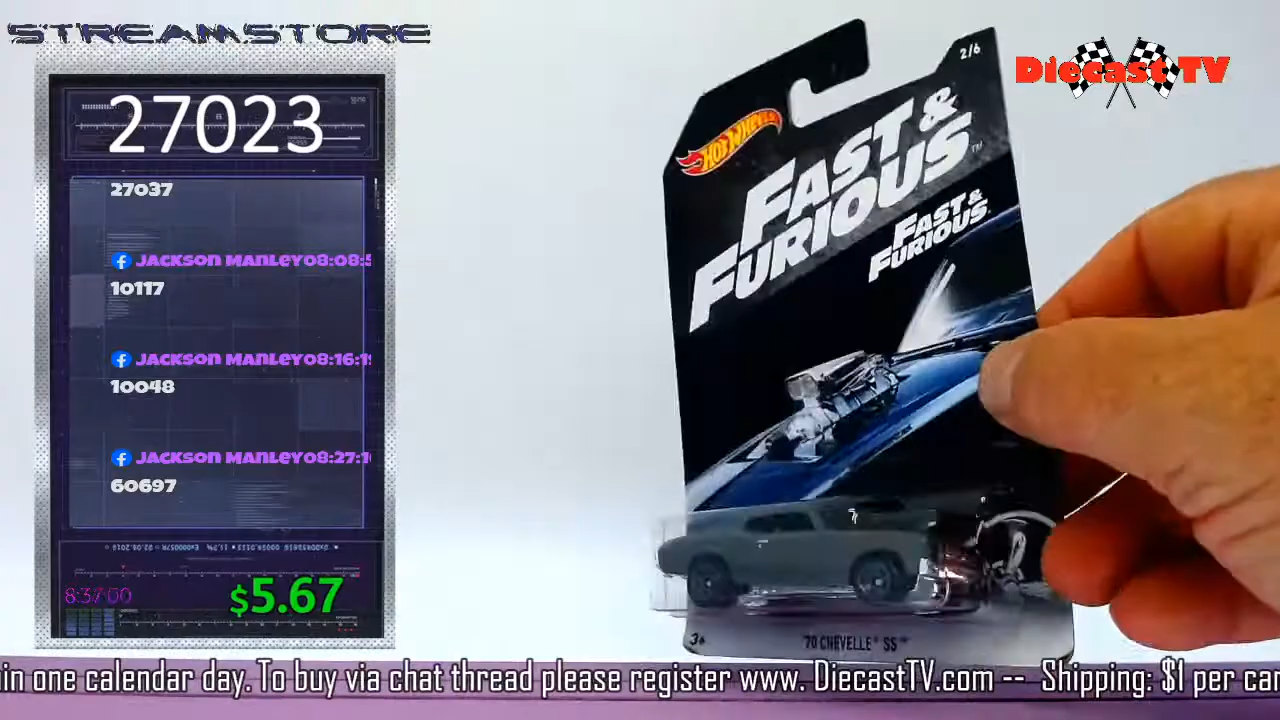 STREAMSTORE
27023
27037
Jackson Manley08:08:5
10117
Jackson Manley08:16:1
10048
Jackson Manley08:27:1
60697
8:37:00
$5.67
Diecast TV
2/6
HOT WHEELS
FAST &
FURIOUS™
FAST &
FURIOUS
3+
'70 CHEVELLE® SS™
in one calendar day. To buy via chat thread please register www. DiecastTV.com -- Shipping: $1 per car